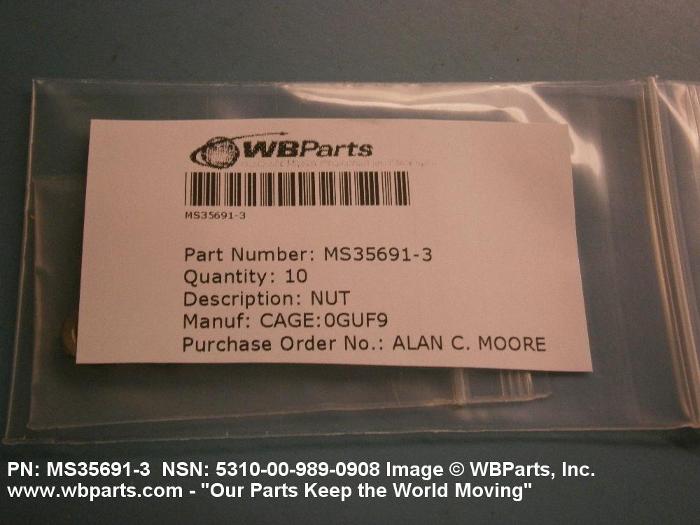 WBParts
MS35691-3
Part Number: MS35691-3
Quantity: 10
Description: NUT
Manuf: CAGE:0GUF9
Purchase Order No.: ALAN C. MOORE
PN: MS35691-3 NSN: 5310-00-989-0908 Image © WBParts, Inc.
www.wbparts.com - "Our Parts Keep the World Moving"